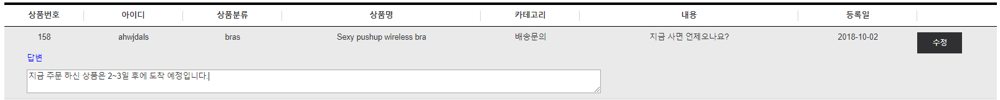 상품번호 아이디 상품분류 상품명 카테고리 내용 등록일
158 ahwjdals bras Sexy pushup wireless bra 배송문의 지금 사면 언제오나요? 2018-10-02 수정
답변
지금 주문 하신 상품은 2~3일 후에 도착 예정입니다.